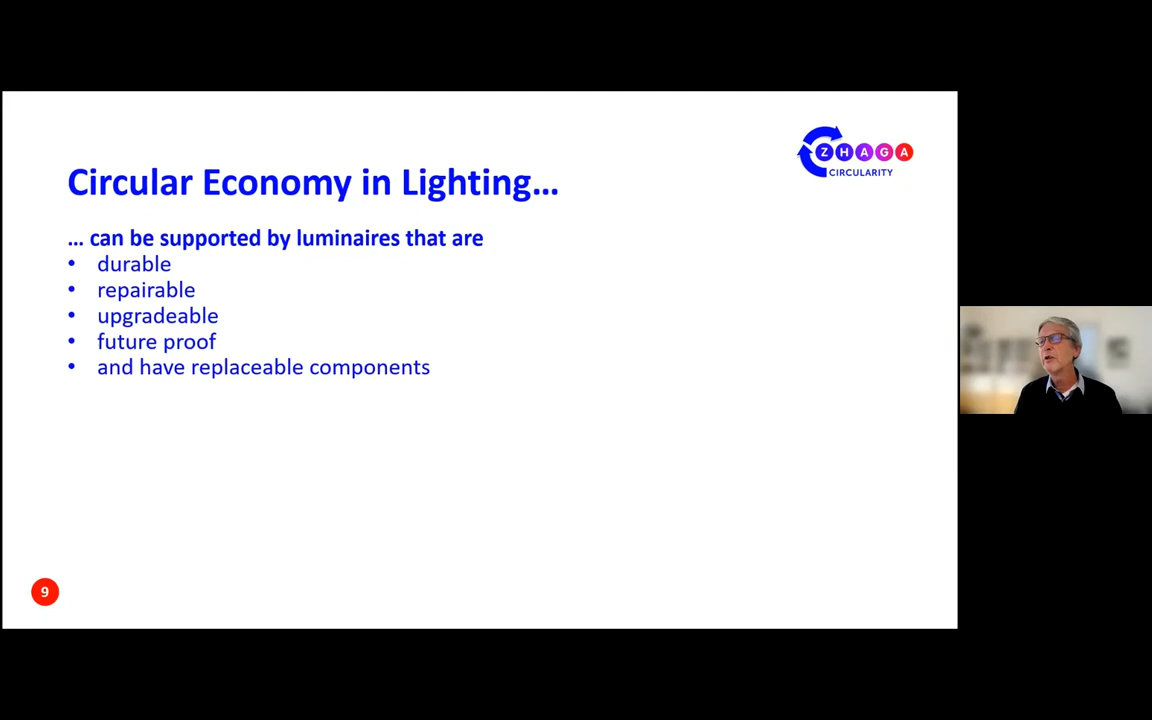 ZHAGA
CIRCULARITY
Circular Economy in Lighting…
… can be supported by luminaires that are
• durable
• repairable
• upgradeable
• future proof
• and have replaceable components
9